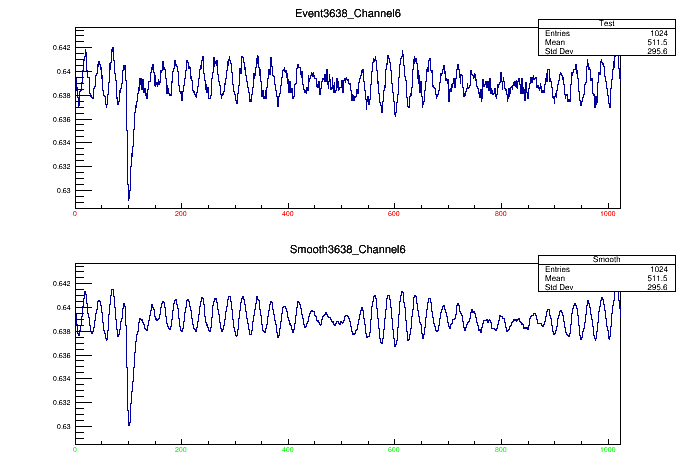 Event3638_Channel6
Test
Entries 1024
Mean 511.5
Std Dev 295.6
0.642
0.64
0.638
0.636
0.634
0.632
0.63
0 200 400 600 800 1000
Smooth3638_Channel6
Smooth
Entries 1024
Mean 511.5
Std Dev 295.6
0.642
0.64
0.638
0.636
0.634
0.632
0.63
0 200 400 600 800 1000